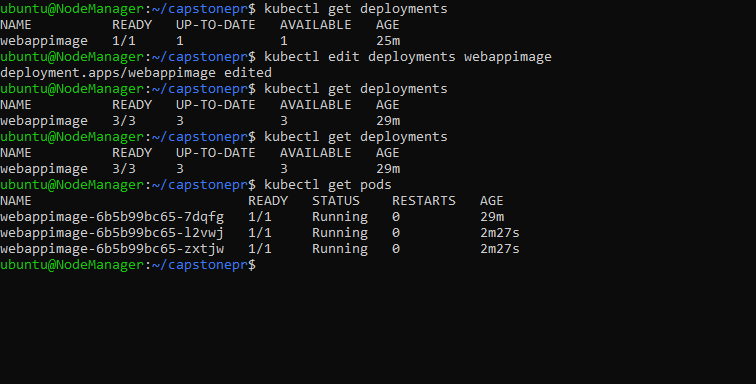 ubuntu@NodeManager:~/capstonepr$ kubectl get deployments
NAME          READY   UP-TO-DATE   AVAILABLE   AGE
webappimage   1/1     1            1           25m
ubuntu@NodeManager:~/capstonepr$ kubectl edit deployments webappimage
deployment.apps/webappimage edited
ubuntu@NodeManager:~/capstonepr$ kubectl get deployments
NAME          READY   UP-TO-DATE   AVAILABLE   AGE
webappimage   3/3     3            3           29m
ubuntu@NodeManager:~/capstonepr$ kubectl get deployments
NAME          READY   UP-TO-DATE   AVAILABLE   AGE
webappimage   3/3     3            3           29m
ubuntu@NodeManager:~/capstonepr$ kubectl get pods
NAME                           READY   STATUS    RESTARTS   AGE
webappimage-6b5b99bc65-7dqfg   1/1     Running   0          29m
webappimage-6b5b99bc65-l2vwj   1/1     Running   0          2m27s
webappimage-6b5b99bc65-zxtjw   1/1     Running   0          2m27s
ubuntu@NodeManager:~/capstonepr$